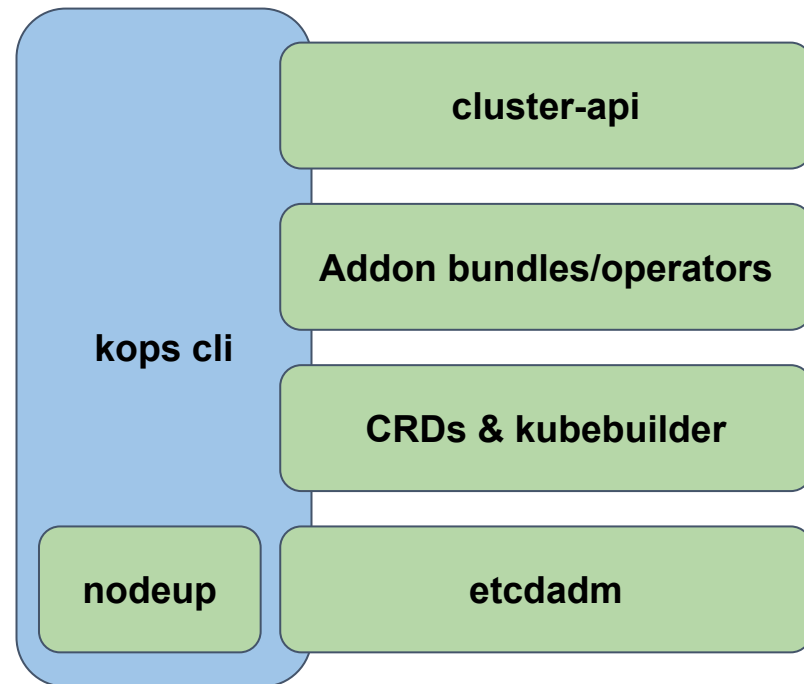 cluster-api
Addon bundles/operators
kops cli
CRDs & kubebuilder
nodeup
etcdadm